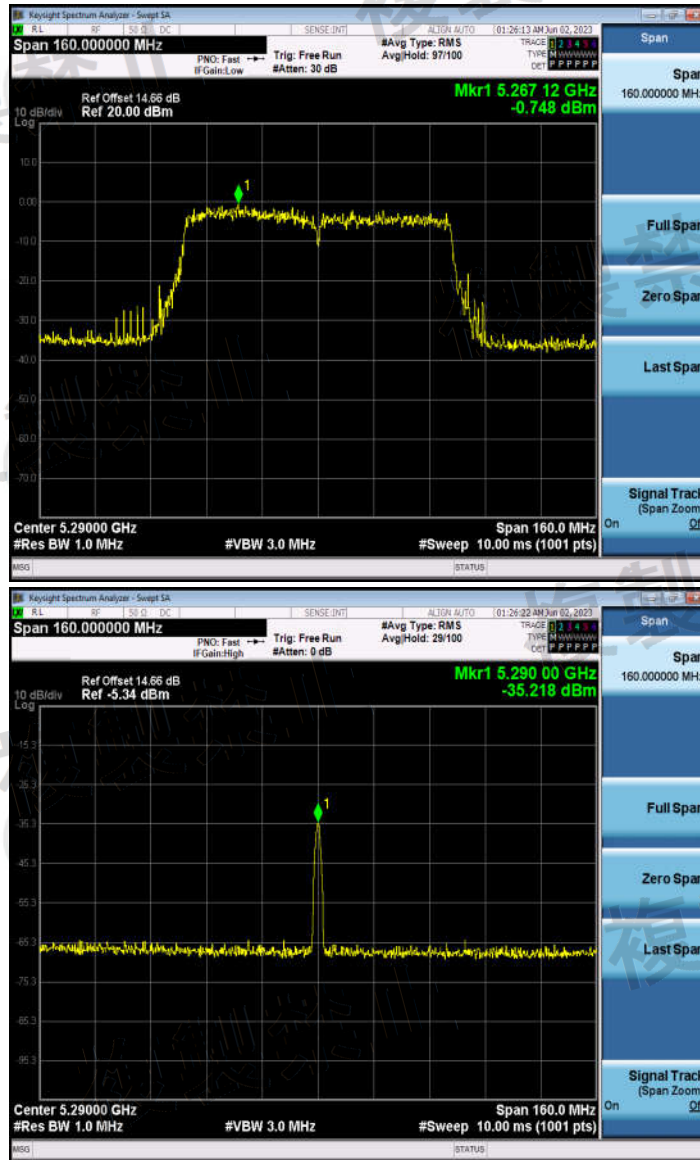 Keysight Spectrum Analyzer - Swept SA
RL RF 50 Ω DC SENSE:INT ALIGN AUTO 01:26:13 AM Jun 02, 2023
Span 160.000000 MHz
PNO: Fast
IFGain:Low
Trig: Free Run
#Atten: 30 dB
#Avg Type: RMS
Avg|Hold: 97/100
TRACE 1 2 3 4 5 6
TYPE M WWWWW
DET P P P P P P
Ref Offset 14.66 dB
10 dB/div Ref 20.00 dBm
Log
Mkr1 5.267 12 GHz
-0.748 dBm
1
10.0
0.00
-10.0
-20.0
-30.0
-40.0
-50.0
-60.0
-70.0
Center 5.29000 GHz Span 160.0 MHz
#Res BW 1.0 MHz #VBW 3.0 MHz #Sweep 10.00 ms (1001 pts)
MSG STATUS
Span
Span
160.000000 MHz
Full Span
Zero Span
Last Span
Signal Track
(Span Zoom)
On Off
Keysight Spectrum Analyzer - Swept SA
RL RF 50 Ω DC SENSE:INT ALIGN AUTO 01:26:22 AM Jun 02, 2023
Span 160.000000 MHz
PNO: Fast
IFGain:High
Trig: Free Run
#Atten: 0 dB
#Avg Type: RMS
Avg|Hold: 29/100
TRACE 1 2 3 4 5 6
TYPE M WWWWW
DET P P P P P P
Ref Offset 14.66 dB
10 dB/div Ref -5.34 dBm
Log
Mkr1 5.290 00 GHz
-35.218 dBm
1
-15.3
-25.3
-35.3
-45.3
-55.3
-65.3
-75.3
-85.3
-95.3
Center 5.29000 GHz Span 160.0 MHz
#Res BW 1.0 MHz #VBW 3.0 MHz #Sweep 10.00 ms (1001 pts)
MSG STATUS
Span
Span
160.000000 MHz
Full Span
Zero Span
Last Span
Signal Track
(Span Zoom)
On Off